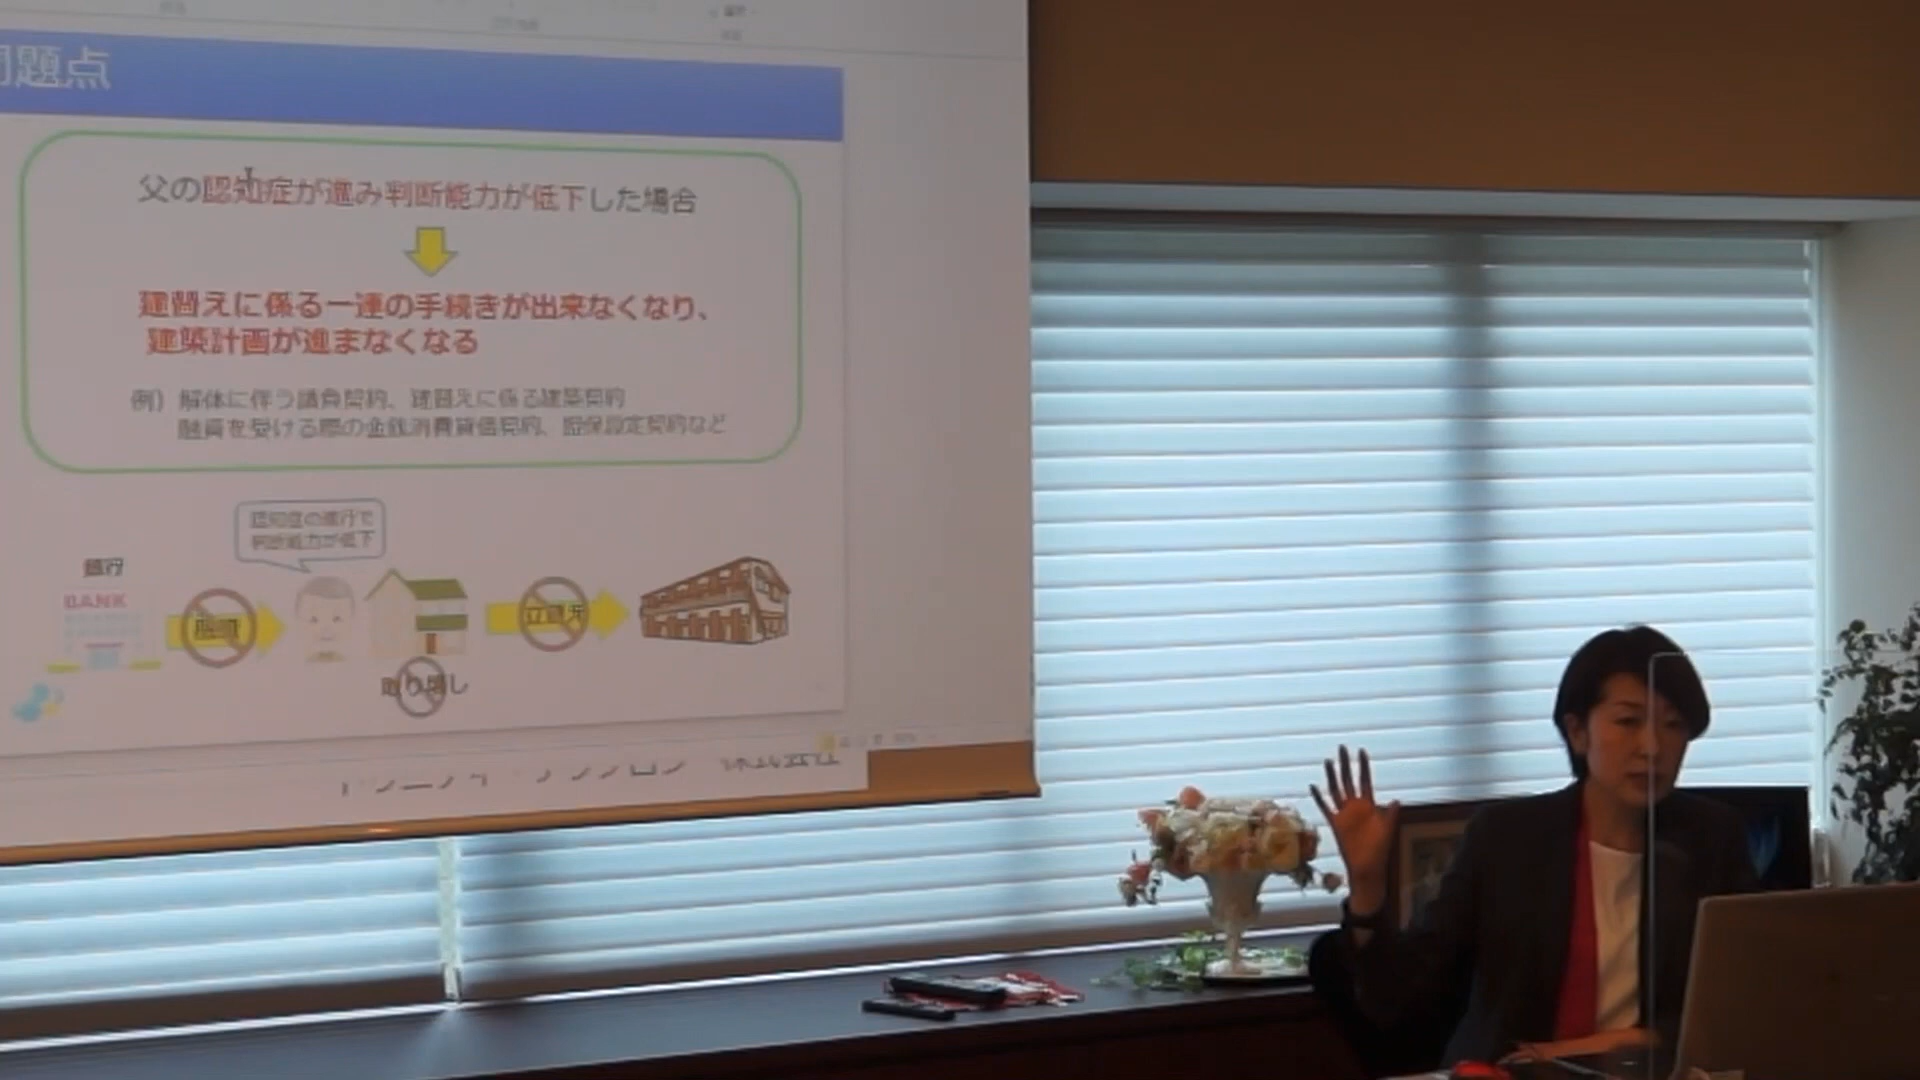 問題点
父の認知症が進み判断能力が低下した場合
建替えに係る一連の手続きが出来なくなり、
建築計画が進まなくなる
例）解体に伴う請負契約、建替えに係る建築契約
融資を受ける際の金銭消費貸借契約、担保設定契約など
認知症の進行で
判断能力が低下
銀行
BANK
融資
建替え
取り壊し
株式会社